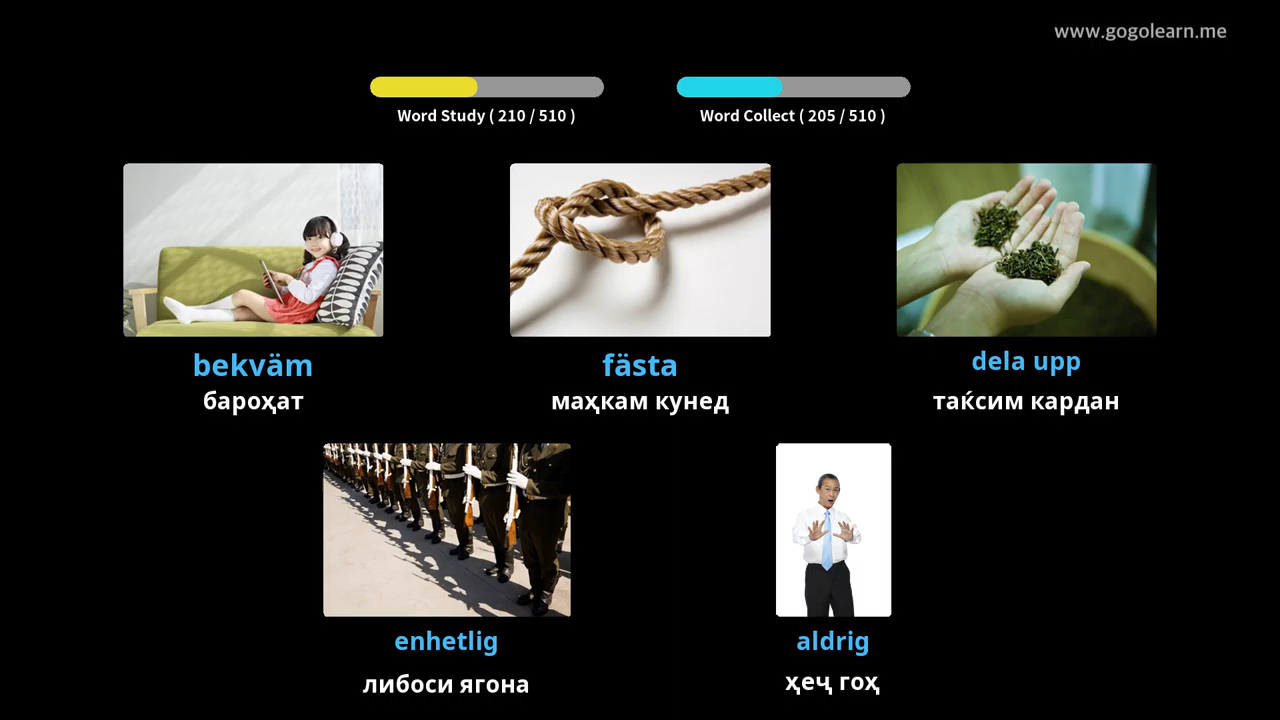 www.gogolearn.me
Word Study ( 210 / 510 )
Word Collect ( 205 / 510 )
bekväm
бароҳат
fästa
маҳкам кунед
dela upp
таќсим кардан
enhetlig
либоси ягона
aldrig
ҳеҷ гоҳ